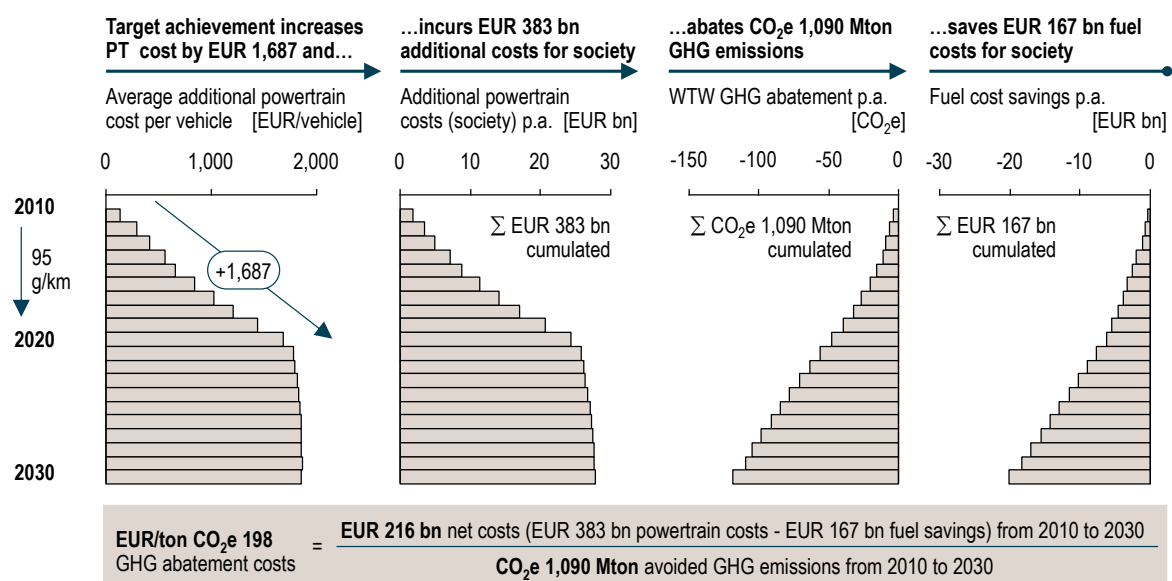 Target achievement increases
PT cost by EUR 1,687 and…
Average additional powertrain
cost per vehicle [EUR/vehicle]
0 1,000 2,000
…incurs EUR 383 bn
additional costs for society
Additional powertrain
costs (society) p.a. [EUR bn]
0 10 20 30
…abates CO₂e 1,090 Mton
GHG emissions
WTW GHG abatement p.a.
[CO₂e]
-150 -100 -50 0
…saves EUR 167 bn fuel
costs for society
Fuel cost savings p.a.
[EUR bn]
-30 -20 -10 0
2010
95
g/km
2020
2030
+1,687
∑ EUR 383 bn
cumulated
∑ CO₂e 1,090 Mton
cumulated
∑ EUR 167 bn
cumulated
EUR/ton CO₂e 198
GHG abatement costs
=
EUR 216 bn net costs (EUR 383 bn powertrain costs - EUR 167 bn fuel savings) from 2010 to 2030
CO₂e 1,090 Mton avoided GHG emissions from 2010 to 2030